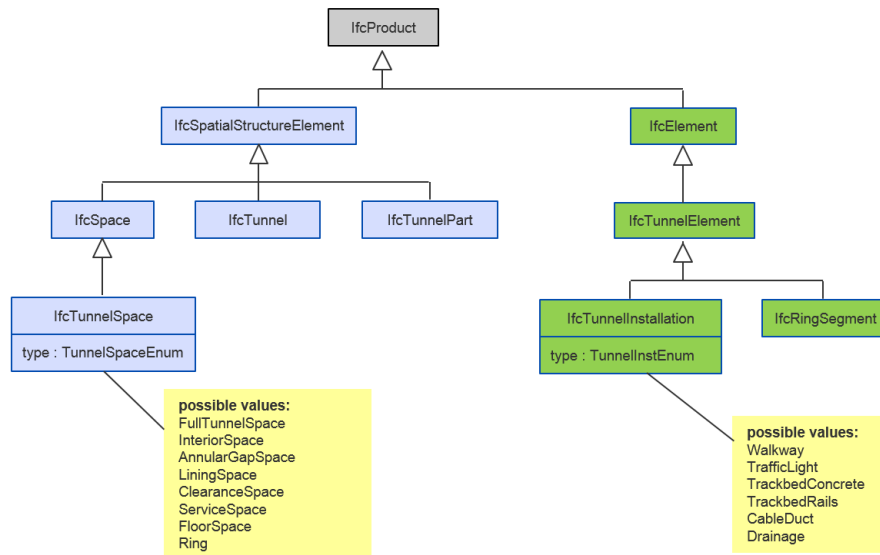 IfcProduct
IfcSpatialStructureElement
IfcElement
IfcSpace
IfcTunnel
IfcTunnelPart
IfcTunnelElement
IfcTunnelSpace
type : TunnelSpaceEnum
IfcTunnelInstallation
type : TunnelInstEnum
IfcRingSegment
possible values:
FullTunnelSpace
InteriorSpace
AnnularGapSpace
LiningSpace
ClearanceSpace
ServiceSpace
FloorSpace
Ring
possible values:
Walkway
TrafficLight
TrackbedConcrete
TrackbedRails
CableDuct
Drainage